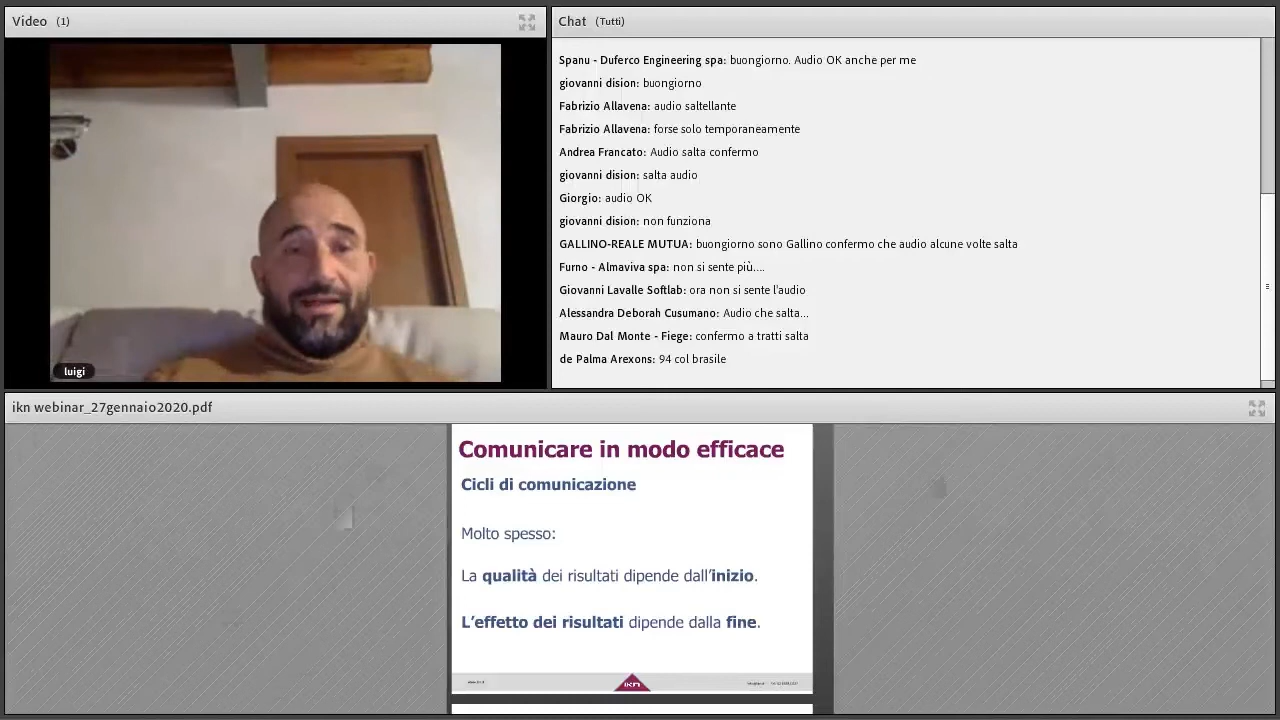 Video (1)
luigi
Chat (Tutti)
Spanu - Duferco Engineering spa: buongiorno. Audio OK anche per me
giovanni dision: buongiorno
Fabrizio Allavena: audio saltellante
Fabrizio Allavena: forse solo temporaneamente
Andrea Francato: Audio salta confermo
giovanni dision: salta audio
Giorgio: audio OK
giovanni dision: non funziona
GALLINO-REALE MUTUA: buongiorno sono Gallino confermo che audio alcune volte salta
Furno - Almaviva spa: non si sente più....
Giovanni Lavalle Softlab: ora non si sente l'audio
Alessandra Deborah Cusumano: Audio che salta...
Mauro Dal Monte - Fiege: confermo a tratti salta
de Palma Arexons: 94 col brasile
ikn webinar_27gennaio2020.pdf
Comunicare in modo efficace
Cicli di comunicazione
Molto spesso:
La qualità dei risultati dipende dall’inizio.
L’effetto dei risultati dipende dalla fine.
ikn